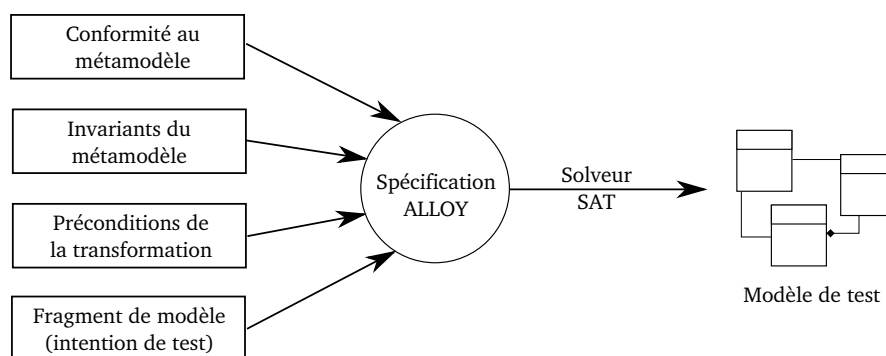 Conformité au
métamodèle
Invariants du
métamodèle
Préconditions de
la transformation
Fragment de modèle
(intention de test)
Spécification
ALLOY
Solveur
SAT
Modèle de test